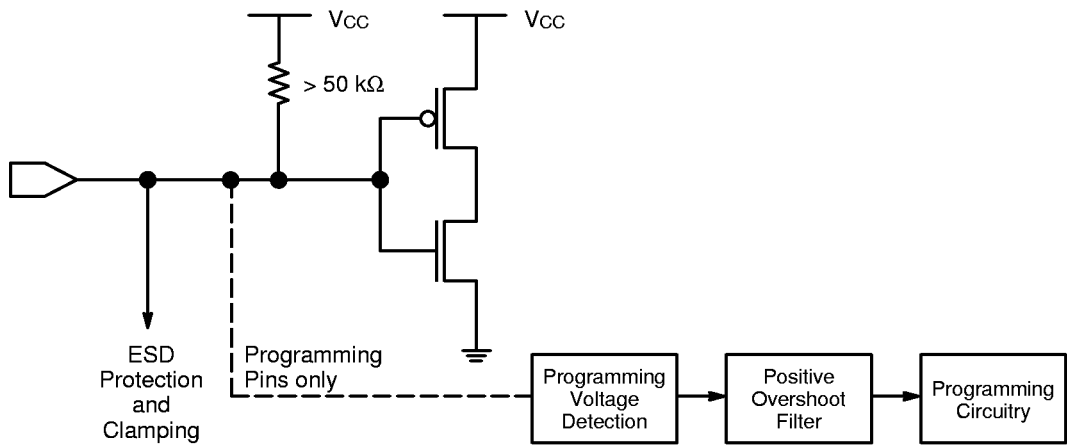 VCC
VCC
> 50 kΩ
ESD
Protection
and
Clamping
Programming
Pins only
Programming
Voltage
Detection
Positive
Overshoot
Filter
Programming
Circuitry